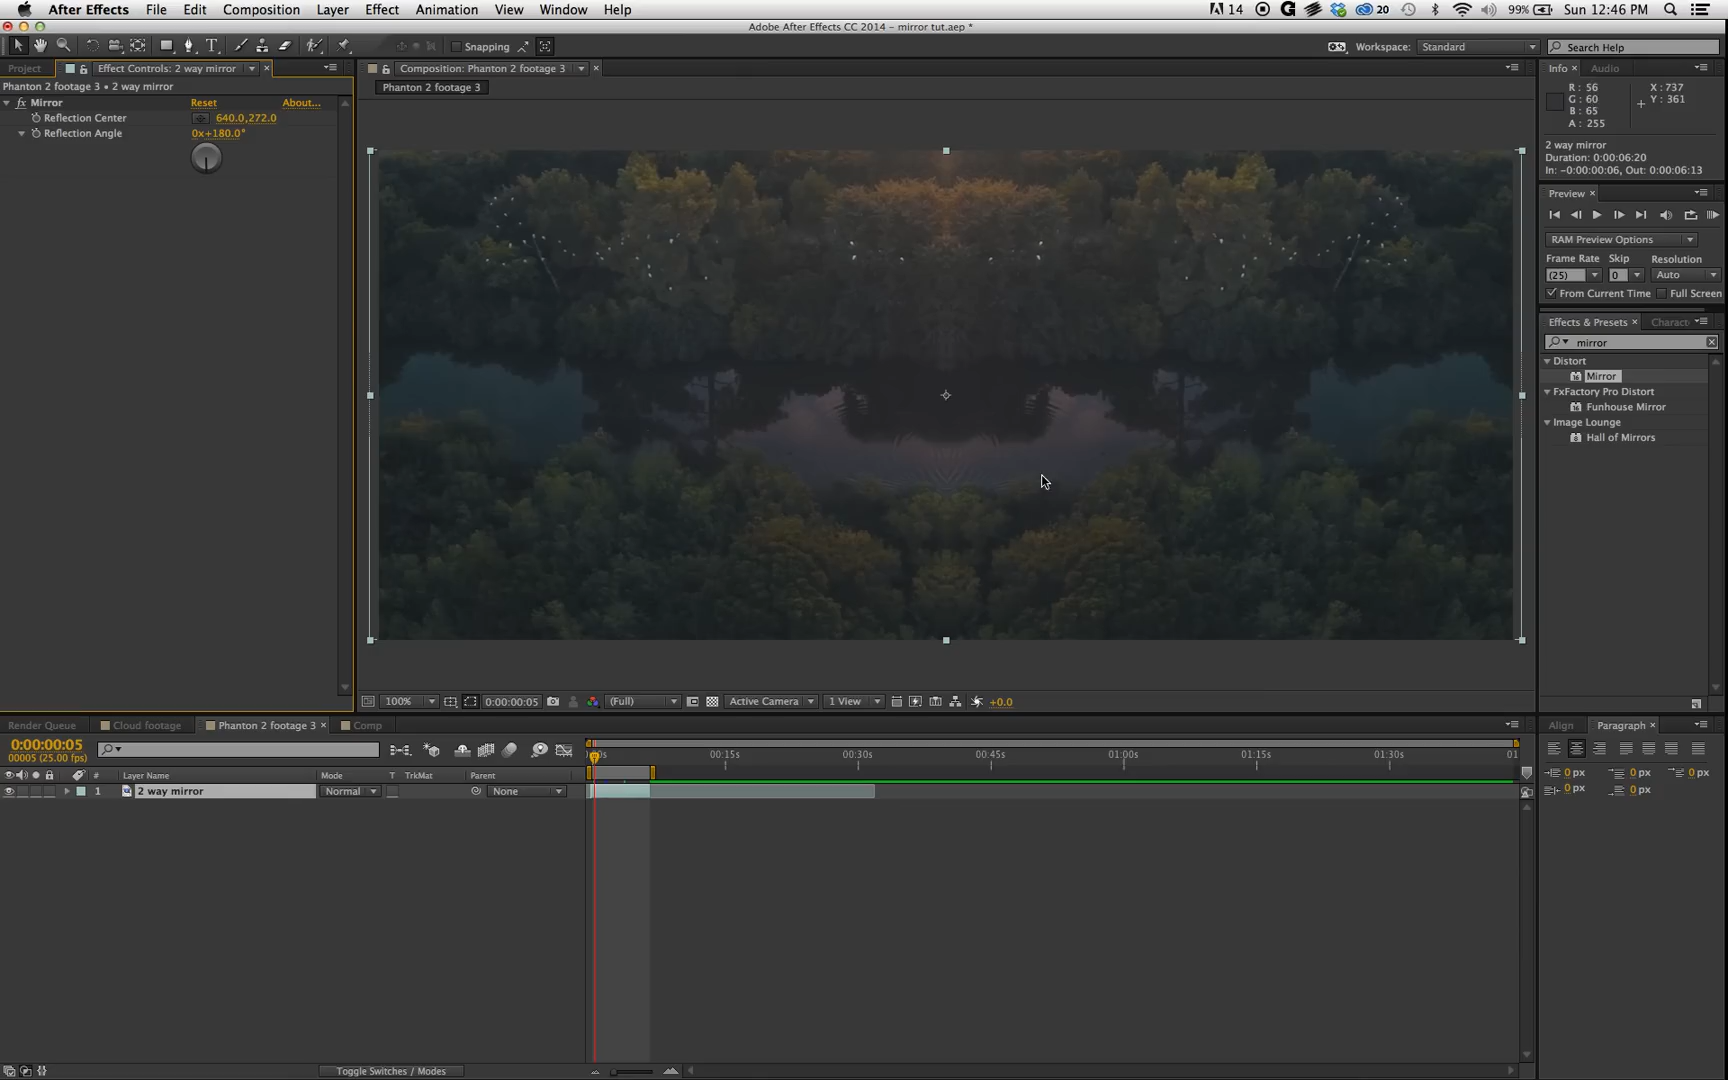 After Effects File Edit Composition Layer Effect Animation View Window Help 14 20 99% Sun 12:46 PM
Adobe After Effects CC 2014 – mirror tut.aep *
Snapping Workspace: Standard Search Help
Project Effect Controls: 2 way mirror Composition: Phanton 2 footage 3 Info Audio
Phanton 2 footage 3 • 2 way mirror Phanton 2 footage 3
fx Mirror Reset About...
Reflection Center 640.0,272.0
Reflection Angle 0x+180.0°
R : 56 X : 737
G : 60 Y : 361
B : 65
A : 255
2 way mirror
Duration: 0:00:06:20
In: -0:00:00:06, Out: 0:00:06:13
Preview
RAM Preview Options
Frame Rate Skip Resolution
(25) 0 Auto
From Current Time Full Screen
Effects & Presets Charact
mirror
Distort
Mirror
FxFactory Pro Distort
Funhouse Mirror
Image Lounge
Hall of Mirrors
100% 0:00:00:05 (Full) Active Camera 1 View +0.0
Render Queue Cloud footage Phanton 2 footage 3 Comp Align Paragraph
0:00:00:05
00005 (25.00 fps)
00:15s 00:30s 00:45s 01:00s 01:15s 01:30s
# Layer Name Mode T TrkMat Parent
1 2 way mirror Normal None
0 px 0 px 0 px
0 px 0 px
Toggle Switches / Modes